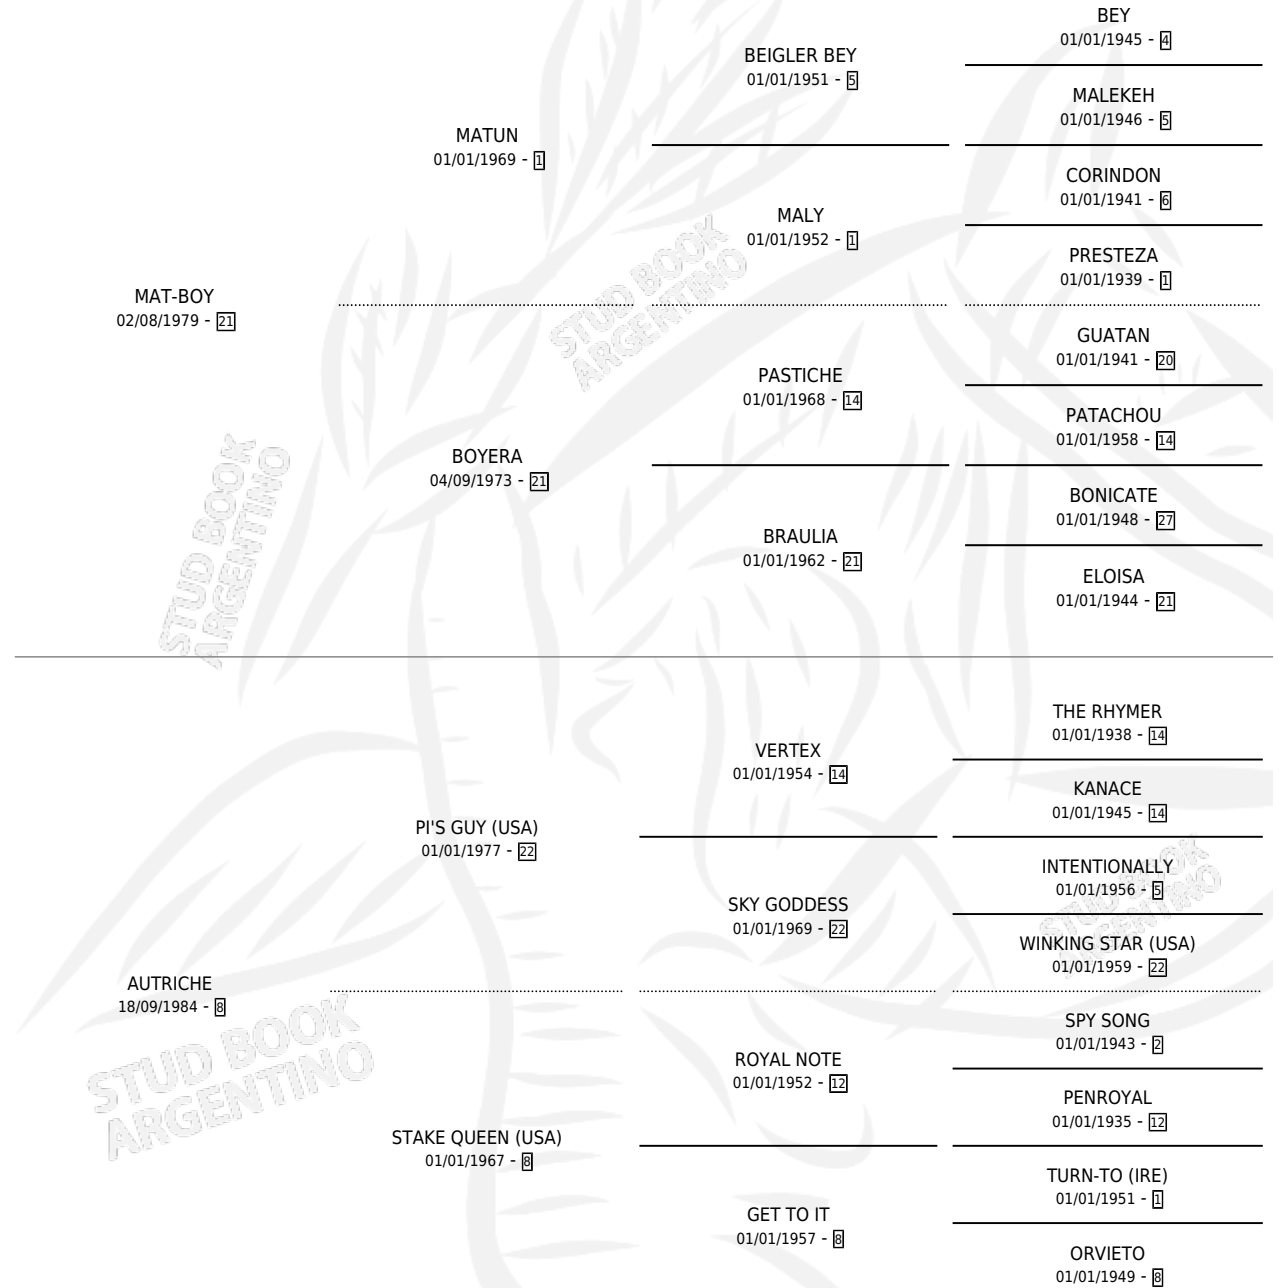 BEY
01/01/1945 - 4
BEIGLER BEY
01/01/1951 - 5
MALEKEH
01/01/1946 - 5
MATUN
01/01/1969 - 1
CORINDON
01/01/1941 - 6
MALY
01/01/1952 - 1
PRESTEZA
01/01/1939 - 1
MAT-BOY
02/08/1979 - 21
GUATAN
01/01/1941 - 20
PASTICHE
01/01/1968 - 14
PATACHOU
01/01/1958 - 14
BOYERA
04/09/1973 - 21
BONICATE
01/01/1948 - 27
BRAULIA
01/01/1962 - 21
ELOISA
01/01/1944 - 21
THE RHYMER
01/01/1938 - 14
VERTEX
01/01/1954 - 14
KANACE
01/01/1945 - 14
PI'S GUY (USA)
01/01/1977 - 22
INTENTIONALLY
01/01/1956 - 5
SKY GODDESS
01/01/1969 - 22
WINKING STAR (USA)
01/01/1959 - 22
AUTRICHE
18/09/1984 - 8
SPY SONG
01/01/1943 - 2
ROYAL NOTE
01/01/1952 - 12
PENROYAL
01/01/1935 - 12
STAKE QUEEN (USA)
01/01/1967 - 8
TURN-TO (IRE)
01/01/1951 - 1
GET TO IT
01/01/1957 - 8
ORVIETO
01/01/1949 - 8
STUD BOOK
ARGENTINO
STUD BOOK
ARGENTINO
STUD BOOK
ARGENTINO
STUD BOOK
ARGENTINO